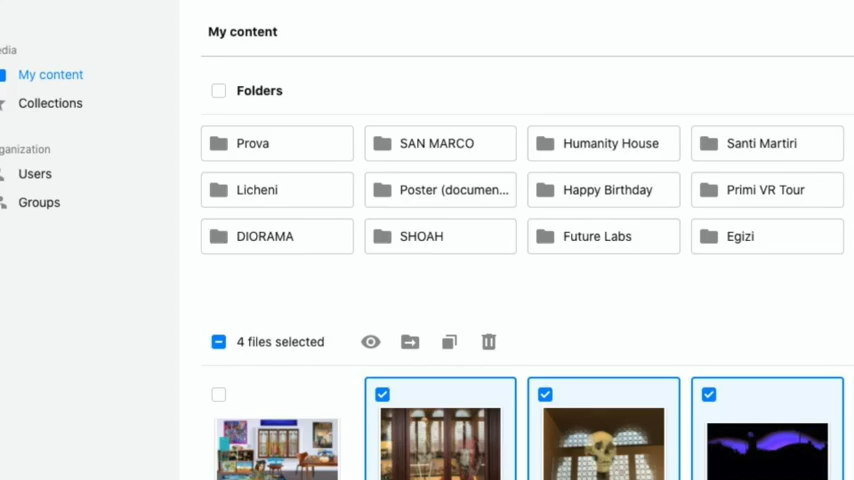 My content
edia
My content
Collections
ganization
Users
Groups
Folders
Prova
SAN MARCO
Humanity House
Santi Martiri
Licheni
Poster (documen...
Happy Birthday
Primi VR Tour
DIORAMA
SHOAH
Future Labs
Egizi
4 files selected